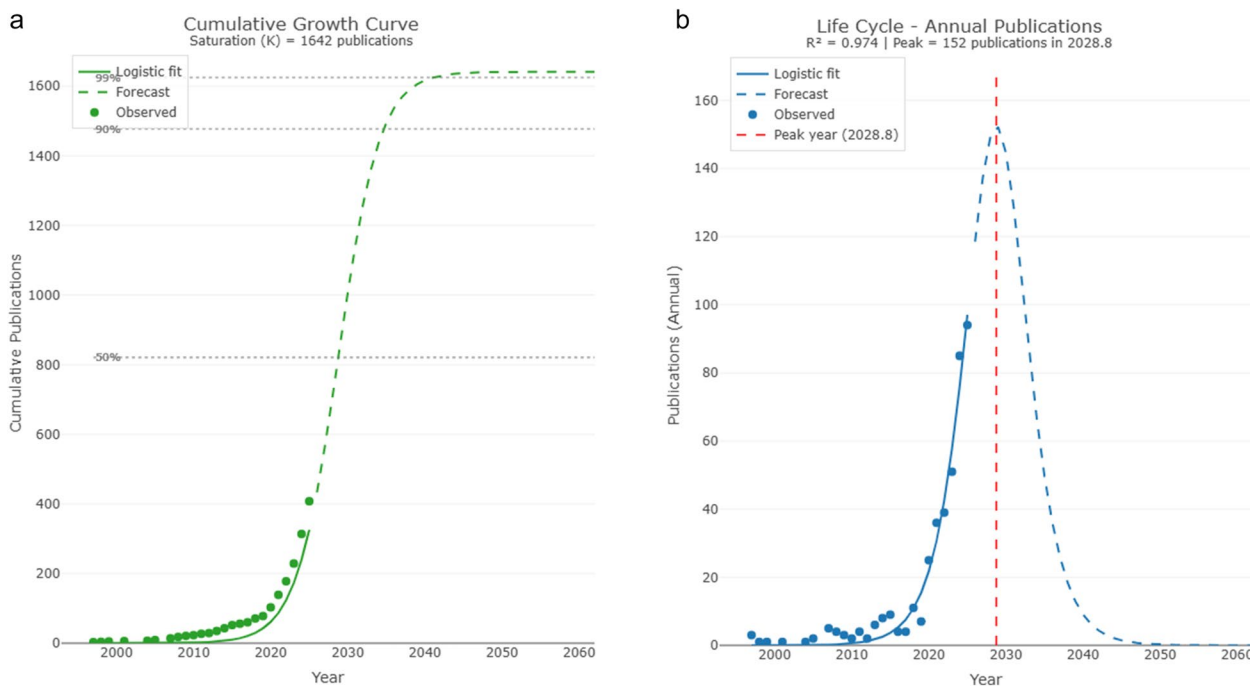 a
Cumulative Growth Curve
Saturation (K) = 1642 publications
Logistic fit
Forecast
Observed
99%
90%
50%
1600
1400
1200
1000
800
600
400
200
0
Cumulative Publications
2000
2010
2020
2030
2040
2050
2060
Year
b
Life Cycle - Annual Publications
R² = 0.974 | Peak = 152 publications in 2028.8
Logistic fit
Forecast
Observed
Peak year (2028.8)
160
140
120
100
80
60
40
20
0
Publications (Annual)
2000
2010
2020
2030
2040
2050
2060
Year